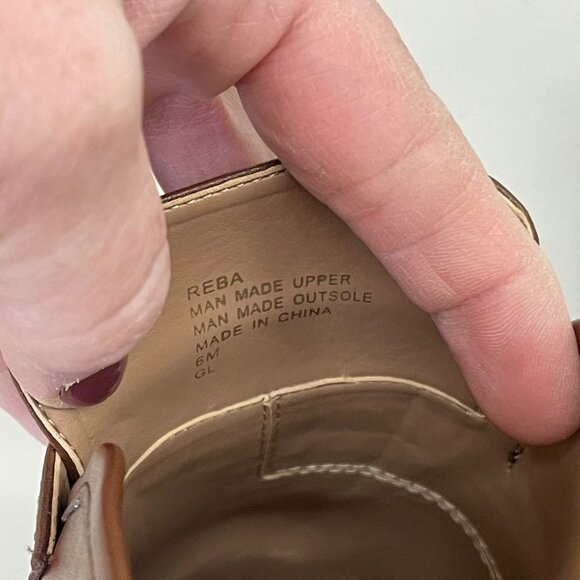 REBA
MAN MADE UPPER
MAN MADE OUTSOLE
MADE IN CHINA
6M
GL